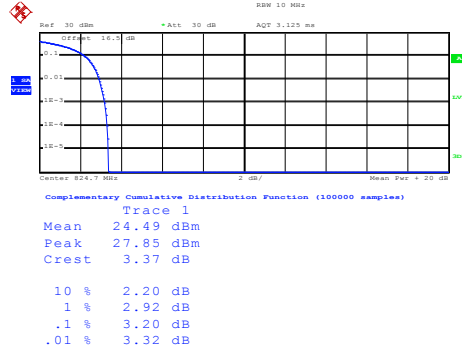 RBW 10 MHz
Ref 30 dBm * Att 30 dB AQT 3.125 ms
Offset 16.5 dB
0.1
0.01
1E-3
1E-4
1E-5
1 SA
VIEW
A
LV
3D
Center 824.7 MHz 2 dB/ Mean Pwr + 20 dB
Complementary Cumulative Distribution Function (100000 samples)
Trace 1
Mean 24.49 dBm
Peak 27.85 dBm
Crest 3.37 dB
10 % 2.20 dB
1 % 2.92 dB
.1 % 3.20 dB
.01 % 3.32 dB